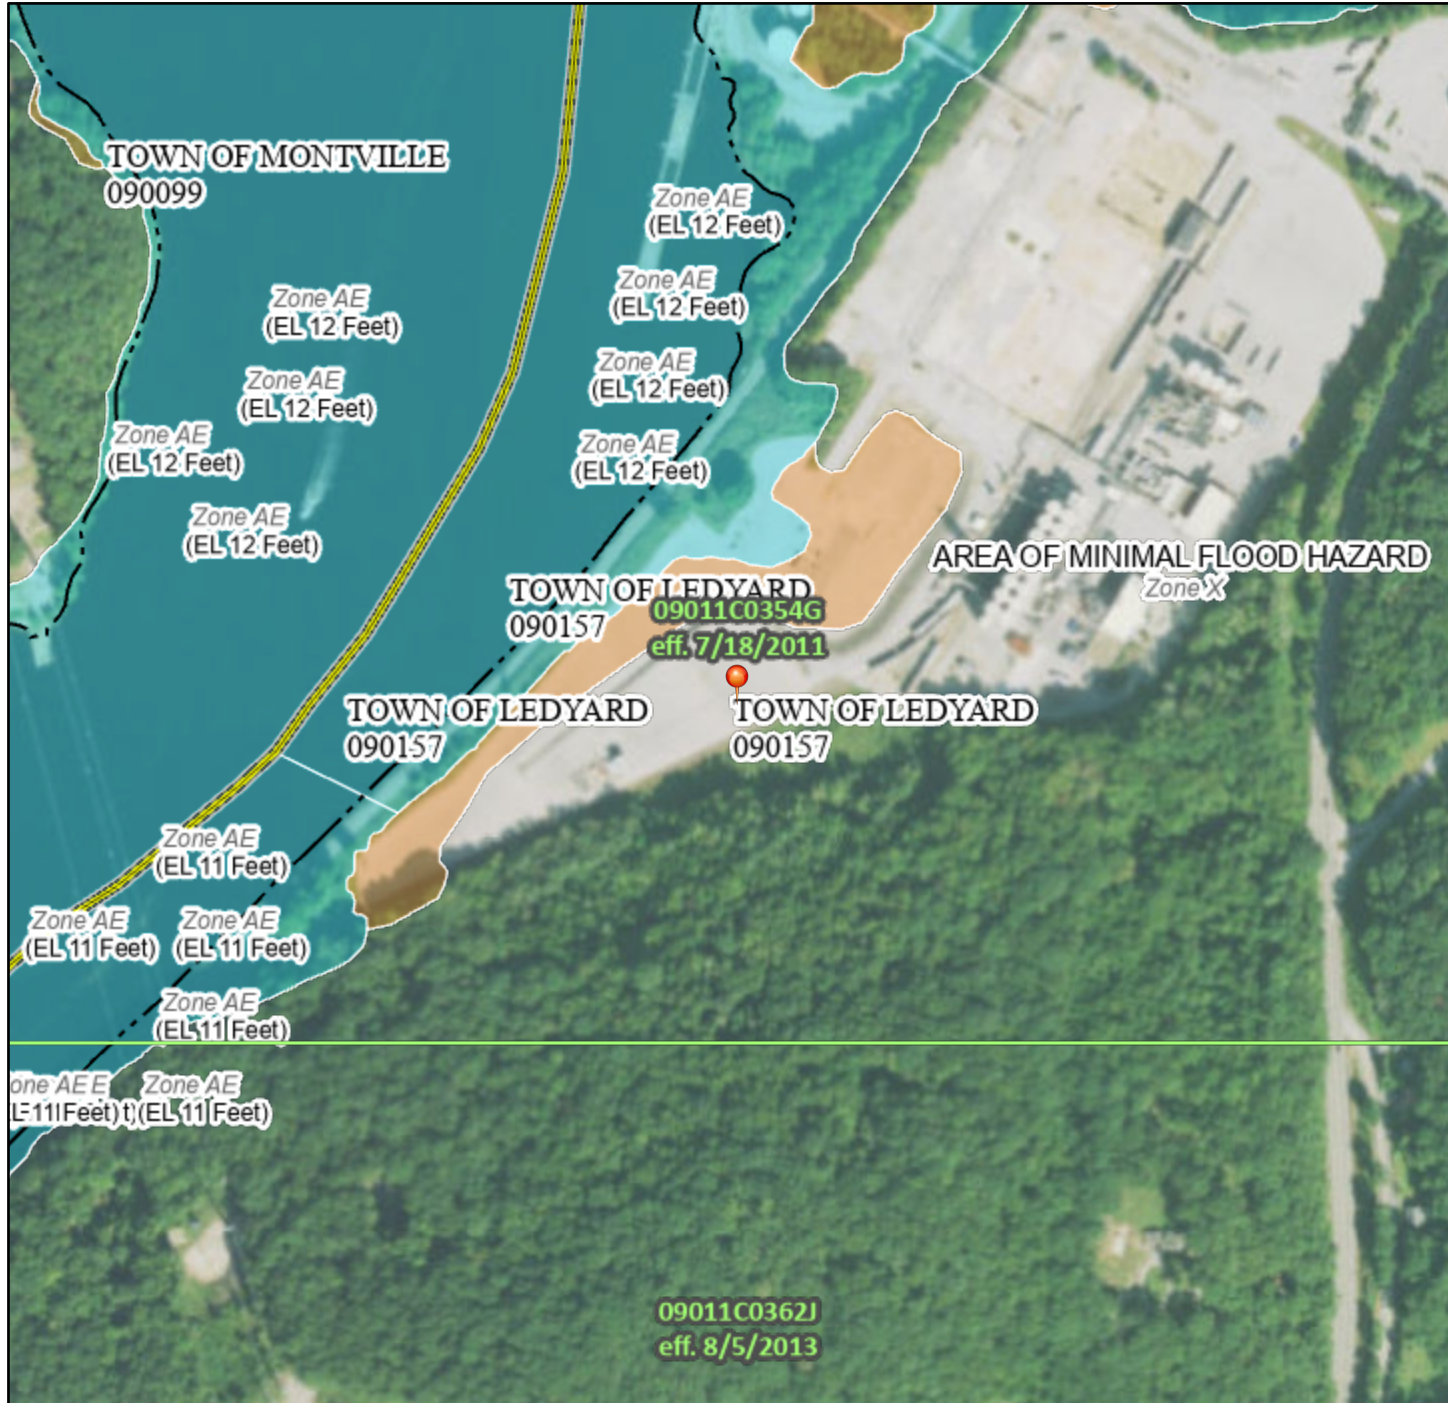 TOWN OF MONTVILLE
090099
Zone AE
(EL 12 Feet)
Zone AE
(EL 12 Feet)
Zone AE
(EL 12 Feet)
Zone AE
(EL 12 Feet)
Zone AE
(EL 12 Feet)
Zone AE
(EL 12 Feet)
Zone AE
(EL 12 Feet)
Zone AE
(EL 12 Feet)
AREA OF MINIMAL FLOOD HAZARD
Zone X
TOWN OF LEDYARD
090157
09011C0354G
eff. 7/18/2011
TOWN OF LEDYARD
090157
TOWN OF LEDYARD
090157
Zone AE
(EL 11 Feet)
Zone AE
(EL 11 Feet)
Zone AE
(EL 11 Feet)
Zone AE
(EL 11 Feet)
Zone AE
(EL 11 Feet)
09011C0362J
eff. 8/5/2013